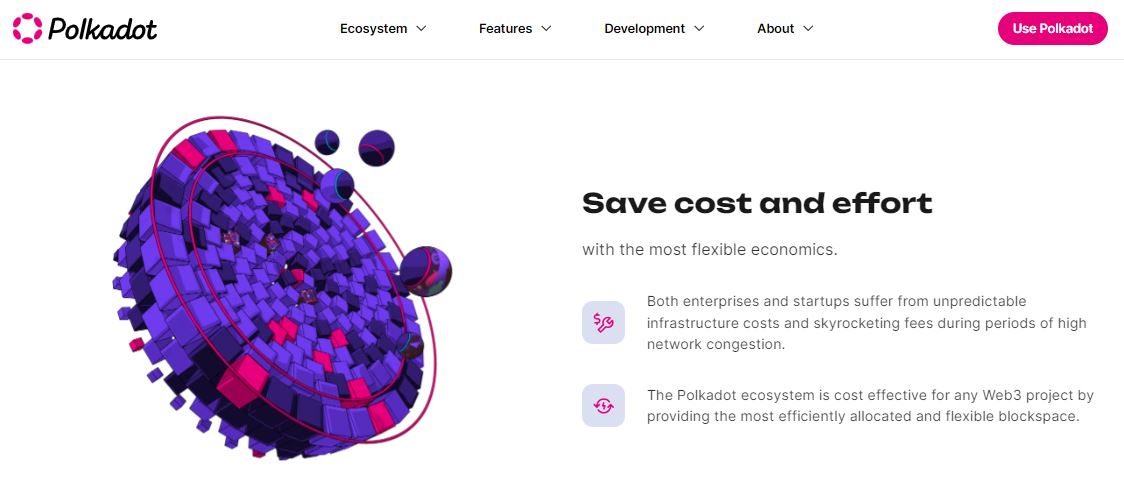 Polkadot
Ecosystem
Features
Development
About
Use Polkadot
Save cost and effort
with the most flexible economics.
Both enterprises and startups suffer from unpredictable
infrastructure costs and skyrocketing fees during periods of high
network congestion.
The Polkadot ecosystem is cost effective for any Web3 project by
providing the most efficiently allocated and flexible blockspace.